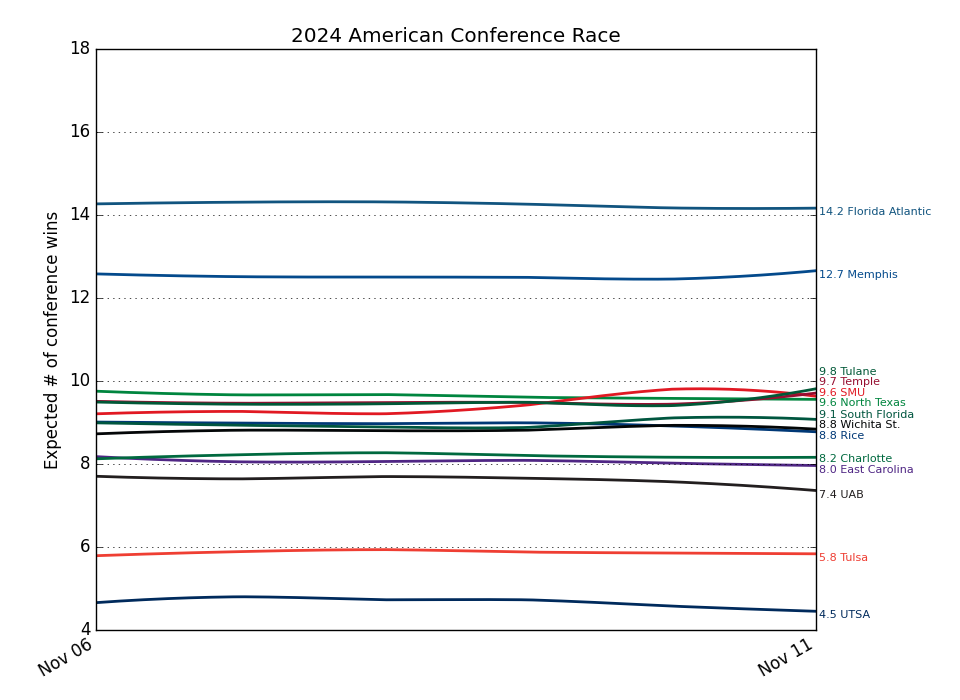 2024 American Conference Race
Expected # of conference wins
18
16
14
12
10
8
6
4
14.2 Florida Atlantic
12.7 Memphis
9.8 Tulane
9.7 Temple
9.6 SMU
9.6 North Texas
9.1 South Florida
8.8 Wichita St.
8.8 Rice
8.2 Charlotte
8.0 East Carolina
7.4 UAB
5.8 Tulsa
4.5 UTSA
Nov 06
Nov 11